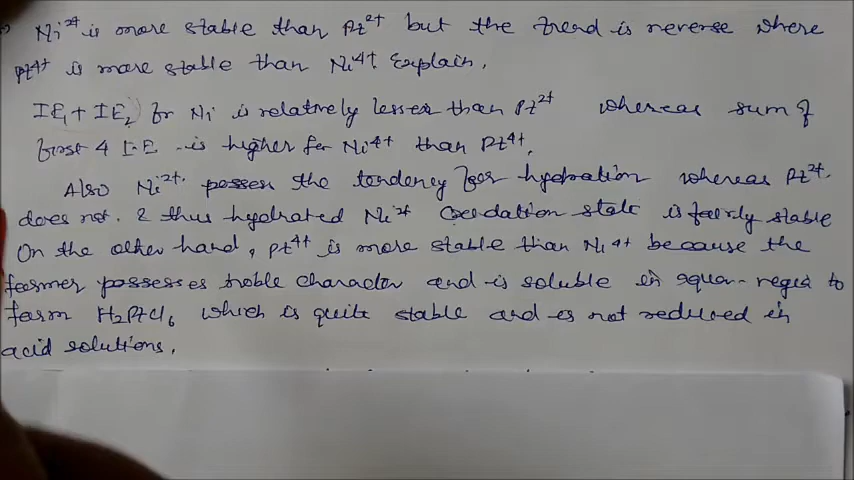 Ni²⁺ is more stable than Pt²⁺ but the trend is reverse where
Pt⁴⁺ is more stable than Ni⁴⁺. Explain.
IE₁ + IE₂ for Ni is relatively lesser than Pt²⁺ whereas sum of
first 4 I.E is higher for Ni⁴⁺ than Pt⁴⁺.
Also Ni²⁺ posses the tendency for hydration whereas Pt²⁺
does not. & thus hydrated Ni²⁺ Oxidation state is fairly stable
On the other hand, Pt⁴⁺ is more stable than Ni⁴⁺ because the
former possesses noble character and is soluble in aqua-regia to
form H₂PtCl₆ which is quite stable and is not reduced in
acid solutions.